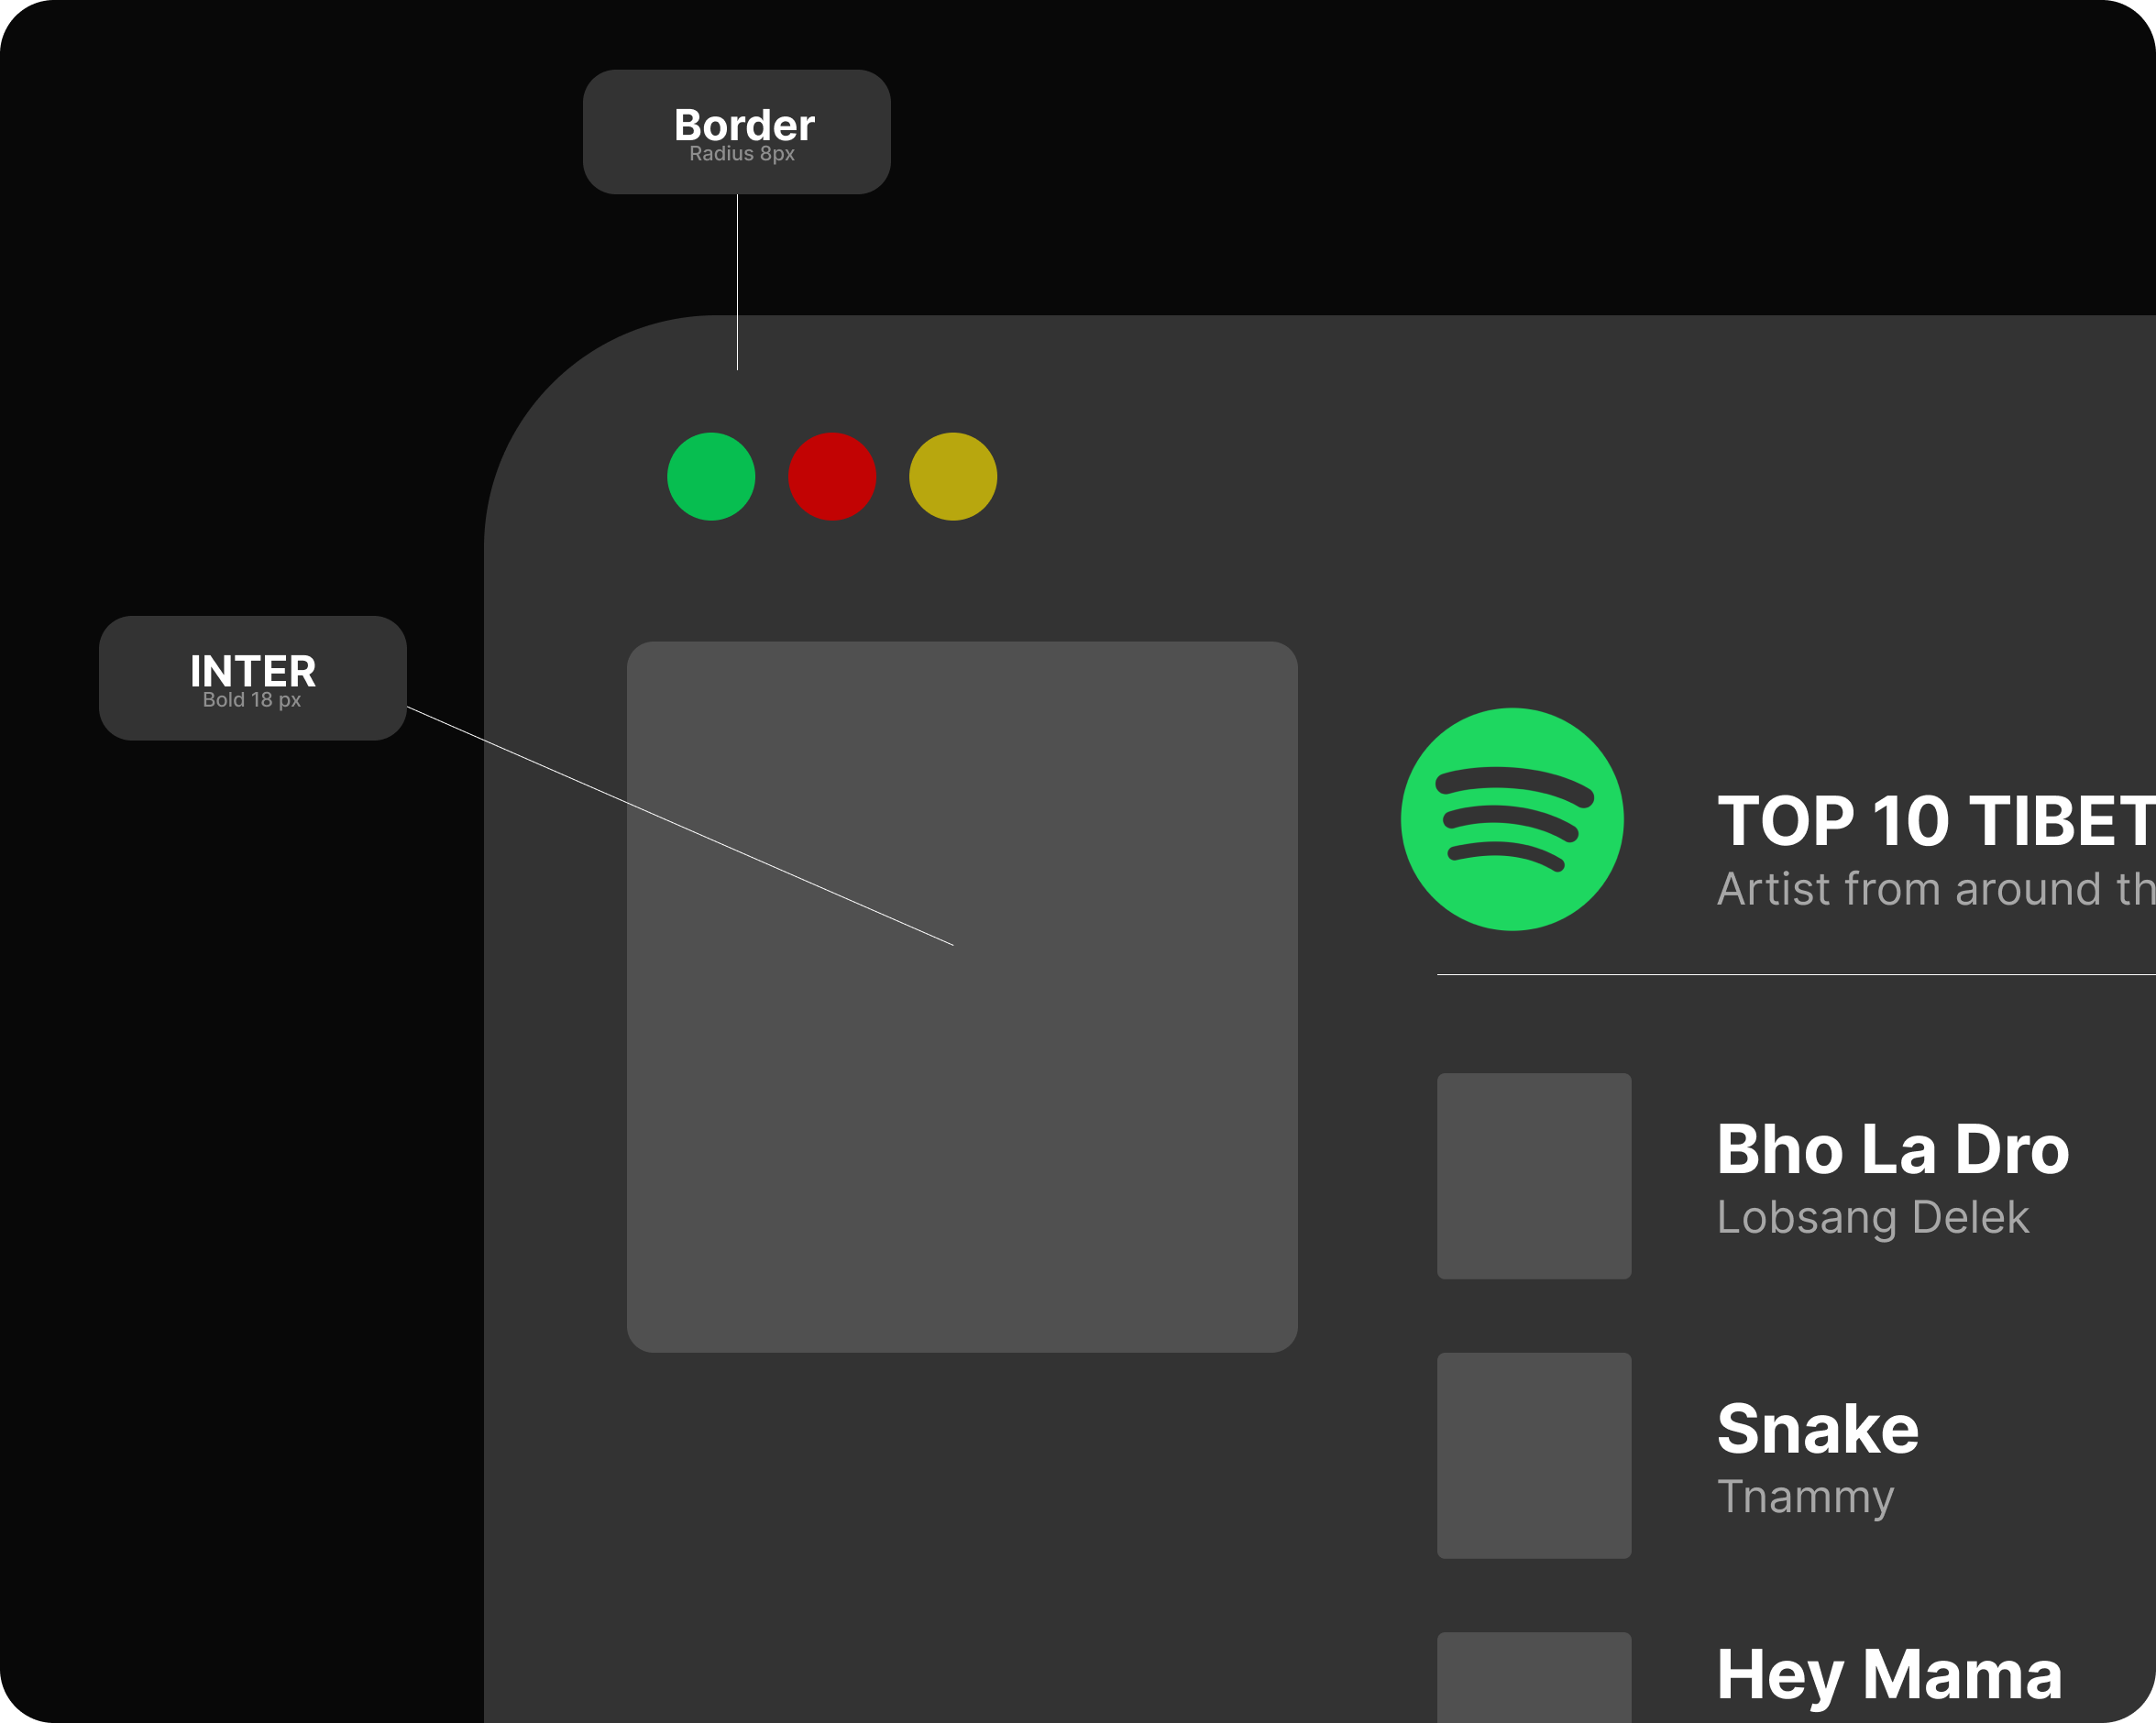 Border
Radius 8px
INTER
Bold 18 px
TOP 10 TIBET
Artist from around th
Bho La Dro
Lobsang Delek
Snake
Tnammy
Hey Mama